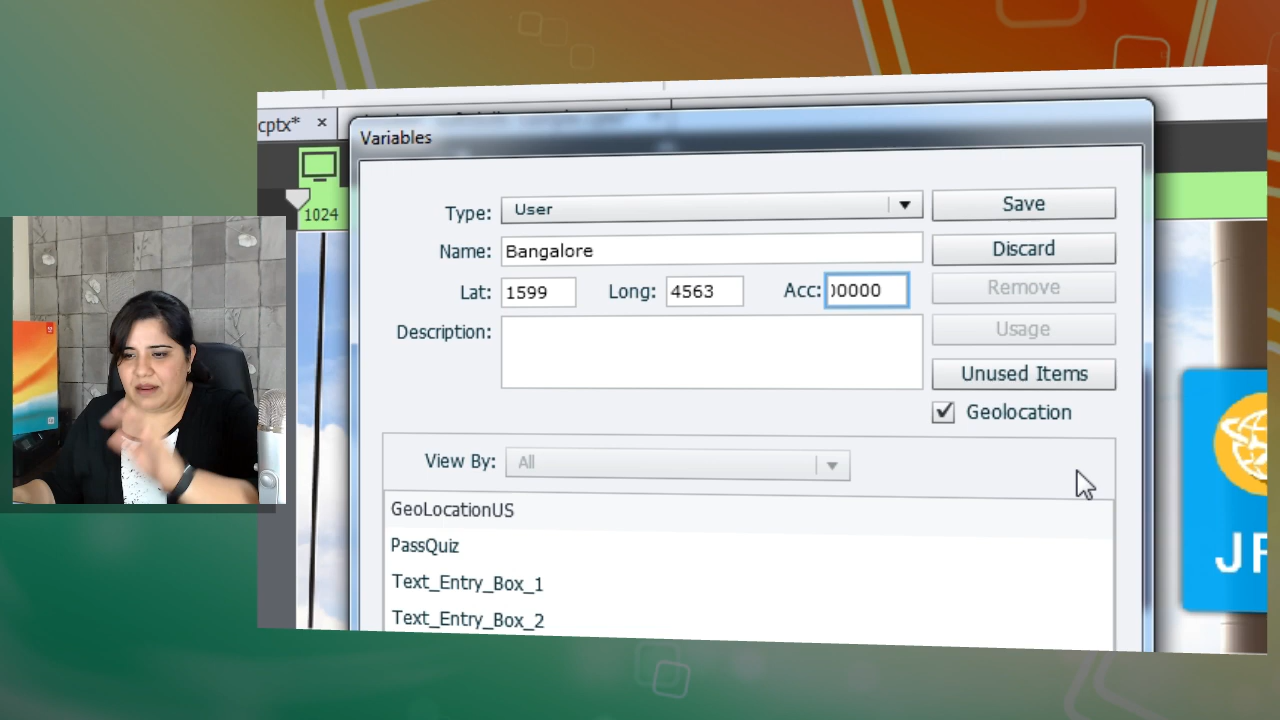 cptx* ×
Variables
1024
Type: User
Save
Name: Bangalore
Discard
Lat: 1599 Long: 4563 Acc: 00000
Remove
Description:
Usage
Unused Items
Geolocation
View By: All
GeoLocationUS
PassQuiz
Text_Entry_Box_1
Text_Entry_Box_2